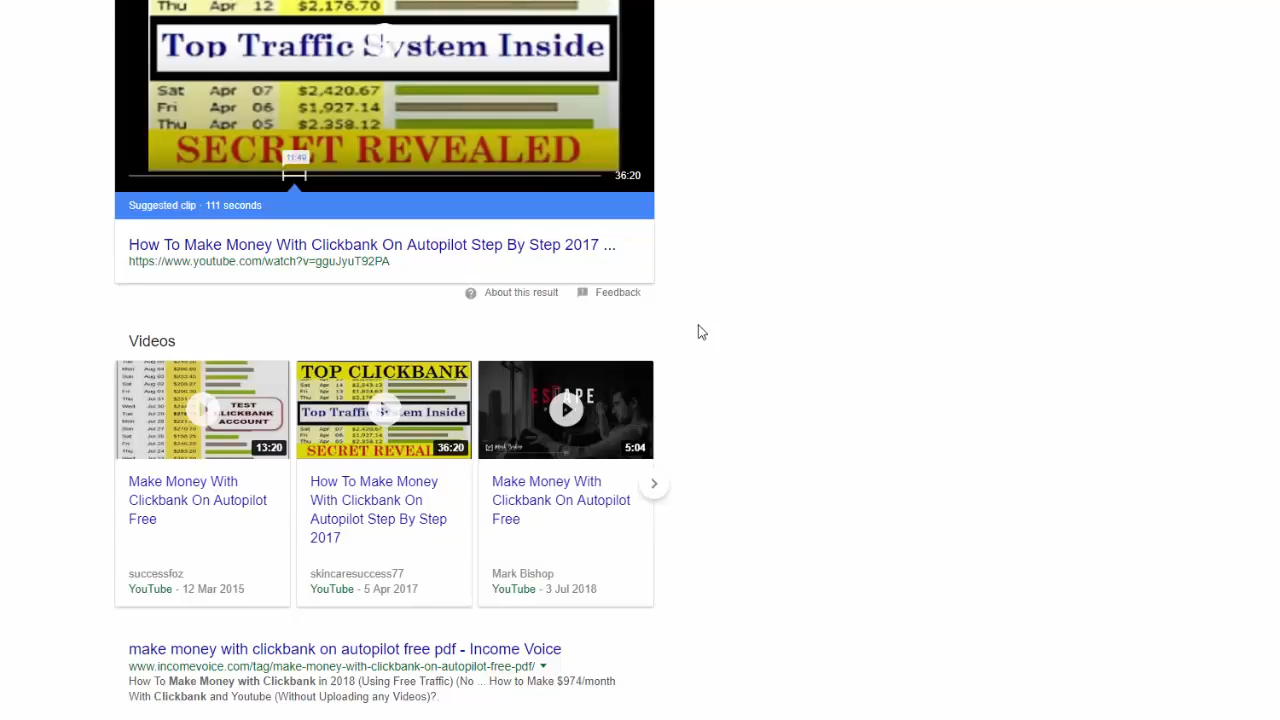 Thu Apr 12 $2,176.70
Top Traffic System Inside
Sat Apr 07 $2,420.67
Fri Apr 06 $1,927.14
Thu Apr 05 $2,358.12
SECRET REVEALED
11:49
36:20
Suggested clip · 111 seconds
How To Make Money With Clickbank On Autopilot Step By Step 2017 ...
https://www.youtube.com/watch?v=gguJyuT92PA
About this result Feedback
Videos
TEST
CLICKBANK
ACCOUNT
13:20
TOP CLICKBANK
Top Traffic System Inside
SECRET REVEAL
36:20
ESCAPE
Mark Bishop
5:04
Make Money With
Clickbank On Autopilot
Free
successfoz
YouTube - 12 Mar 2015
How To Make Money
With Clickbank On
Autopilot Step By Step
2017
skincaresuccess77
YouTube - 5 Apr 2017
Make Money With
Clickbank On Autopilot
Free
Mark Bishop
YouTube - 3 Jul 2018
make money with clickbank on autopilot free pdf - Income Voice
www.incomevoice.com/tag/make-money-with-clickbank-on-autopilot-free-pdf/
How To Make Money with Clickbank in 2018 (Using Free Traffic) (No ... How to Make $974/month
With Clickbank and Youtube (Without Uploading any Videos)?.